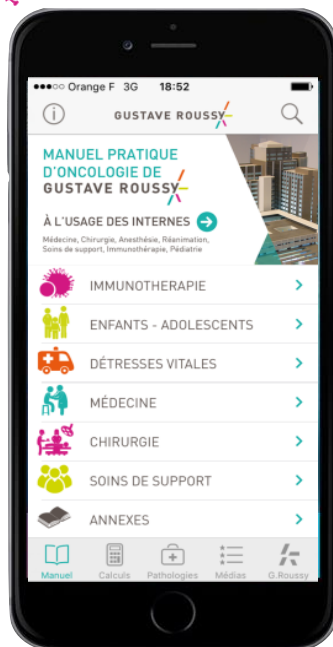 Orange F 3G 18:52
GUSTAVE ROUSSY
MANUEL PRATIQUE
D'ONCOLOGIE DE
GUSTAVE ROUSSY
À L'USAGE DES INTERNES
Médecine, Chirurgie, Anesthésie, Réanimation,
Soins de support, Immunothérapie, Pédiatrie
IMMUNOTHERAPIE
ENFANTS - ADOLESCENTS
DÉTRESSES VITALES
MÉDECINE
CHIRURGIE
SOINS DE SUPPORT
ANNEXES
Manuel Calculs Pathologies Médias G.Roussy